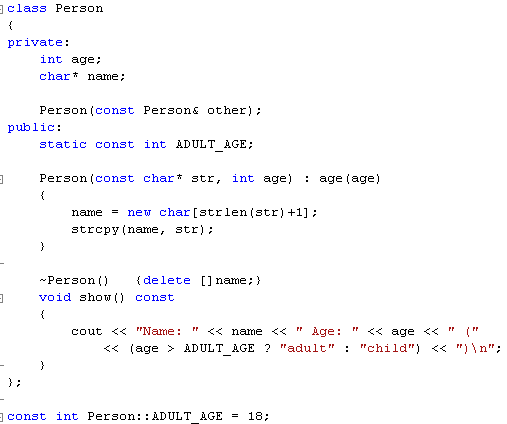 class Person
{
private:
    int age;
    char* name;

    Person(const Person& other);
public:
    static const int ADULT_AGE;

    Person(const char* str, int age) : age(age)
    {
        name = new char[strlen(str)+1];
        strcpy(name, str);
    }

    ~Person()   {delete []name;}
    void show() const
    {
        cout << "Name: " << name << " Age: " << age << " ("
            << (age > ADULT_AGE ? "adult" : "child") << ")\n";
    }
};

const int Person::ADULT_AGE = 18;